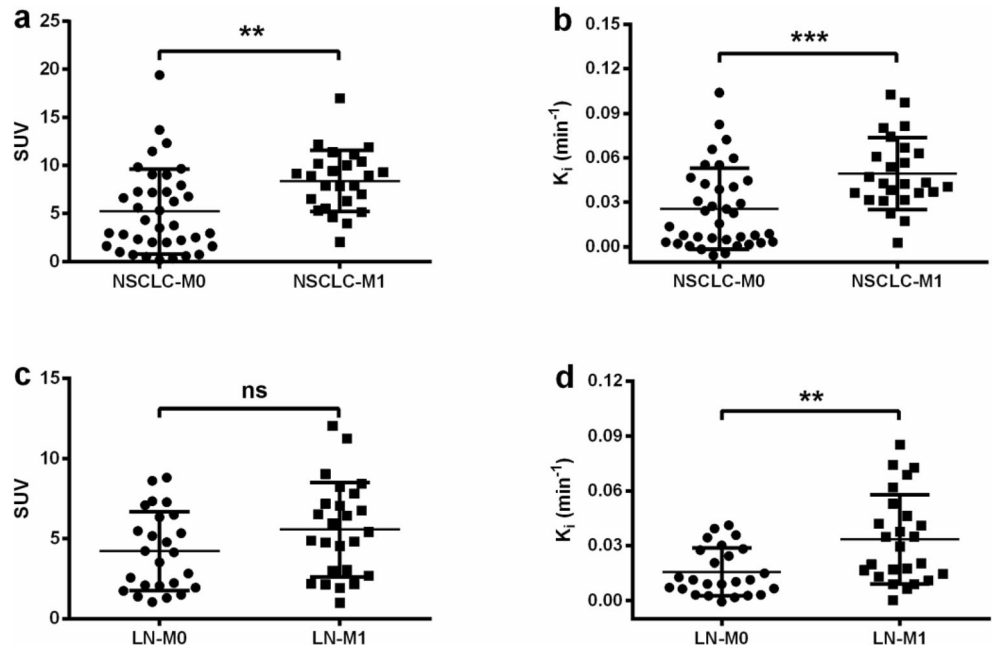 a
SUV
25
20
15
10
5
0
**
NSCLC-M0 NSCLC-M1
b
Ki (min-1)
0.15
0.12
0.09
0.06
0.03
0.00
***
NSCLC-M0 NSCLC-M1
c
SUV
15
10
5
0
ns
LN-M0 LN-M1
d
Ki (min-1)
0.12
0.09
0.06
0.03
0.00
**
LN-M0 LN-M1